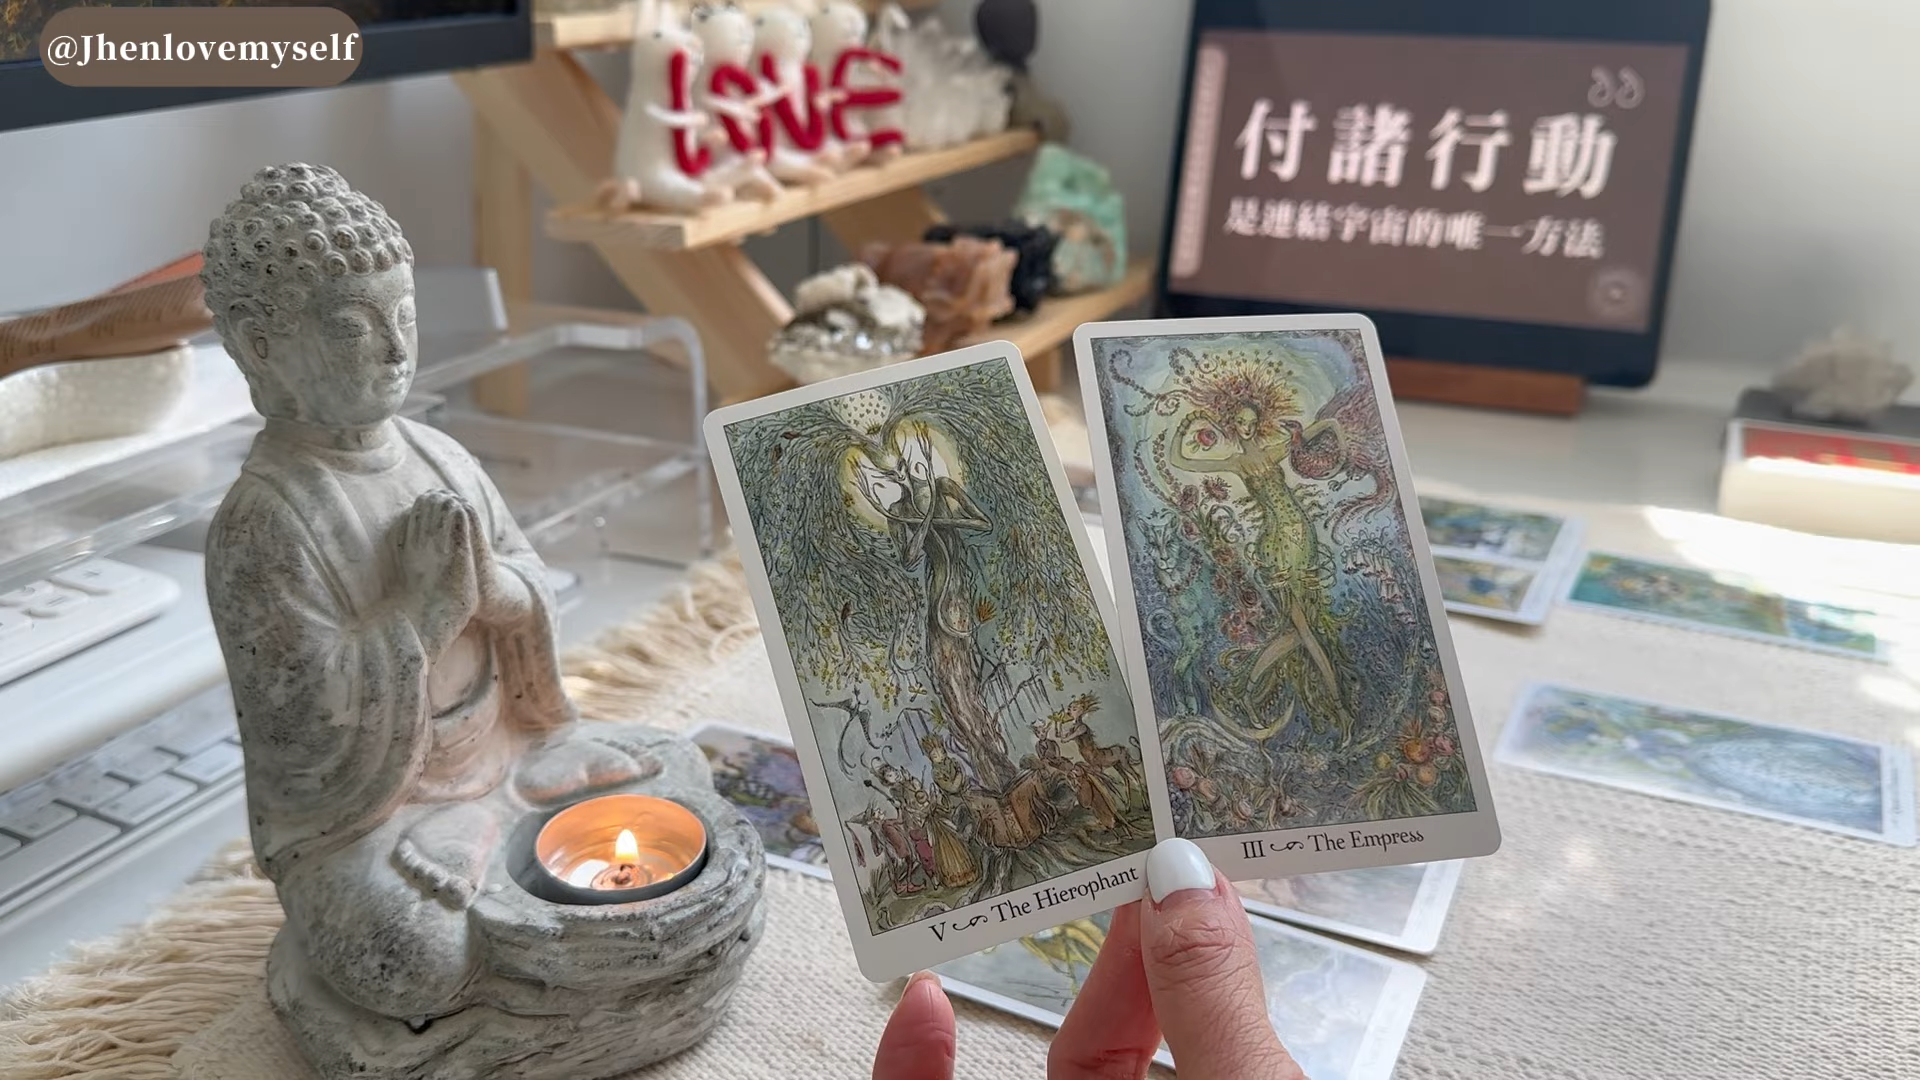 @Jhenlovemyself
LOVE
付諸行動
是連結宇宙的唯一方法
V The Hierophant
III The Empress